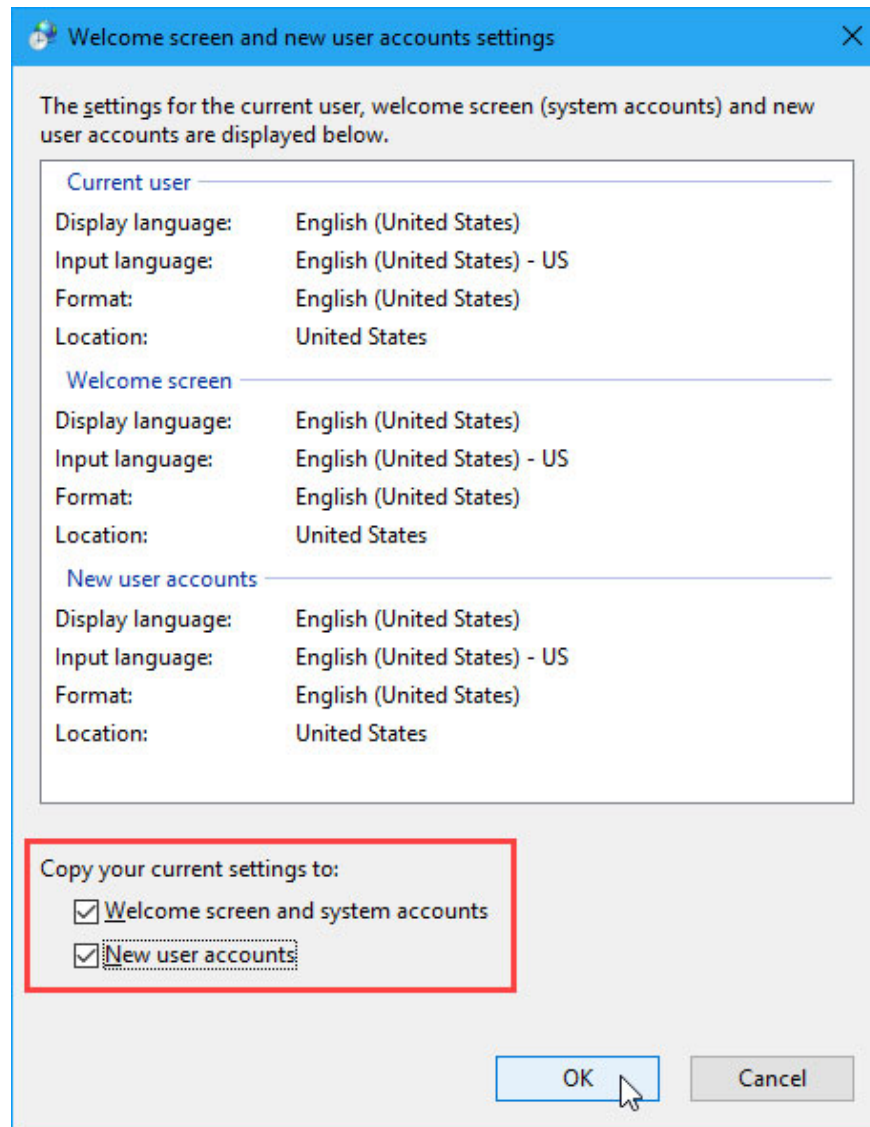 Welcome screen and new user accounts settings
The settings for the current user, welcome screen (system accounts) and new
user accounts are displayed below.
Current user
Display language: English (United States)
Input language: English (United States) - US
Format: English (United States)
Location: United States
Welcome screen
Display language: English (United States)
Input language: English (United States) - US
Format: English (United States)
Location: United States
New user accounts
Display language: English (United States)
Input language: English (United States) - US
Format: English (United States)
Location: United States
Copy your current settings to:
Welcome screen and system accounts
New user accounts
OK Cancel